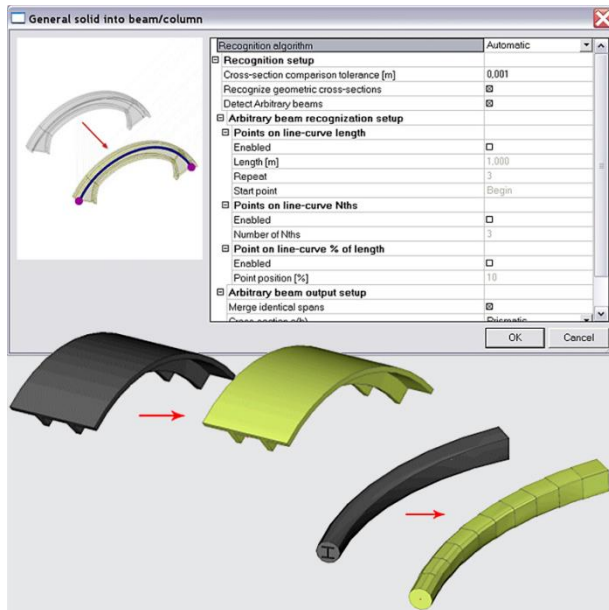 General solid into beam/column
Recognition algorithm Automatic
Recognition setup
Cross-section comparison tolerance [m] 0,001
Recognize geometric cross-sections
Detect Arbitrary beams
Arbitrary beam recognization setup
Points on line-curve length
Enabled
Length [m] 1,000
Repeat 3
Start point Begin
Points on line-curve Nths
Enabled
Number of Nths 3
Point on line-curve % of length
Enabled
Point position [%] 10
Arbitrary beam output setup
Merge identical spans
Prismatic
OK Cancel